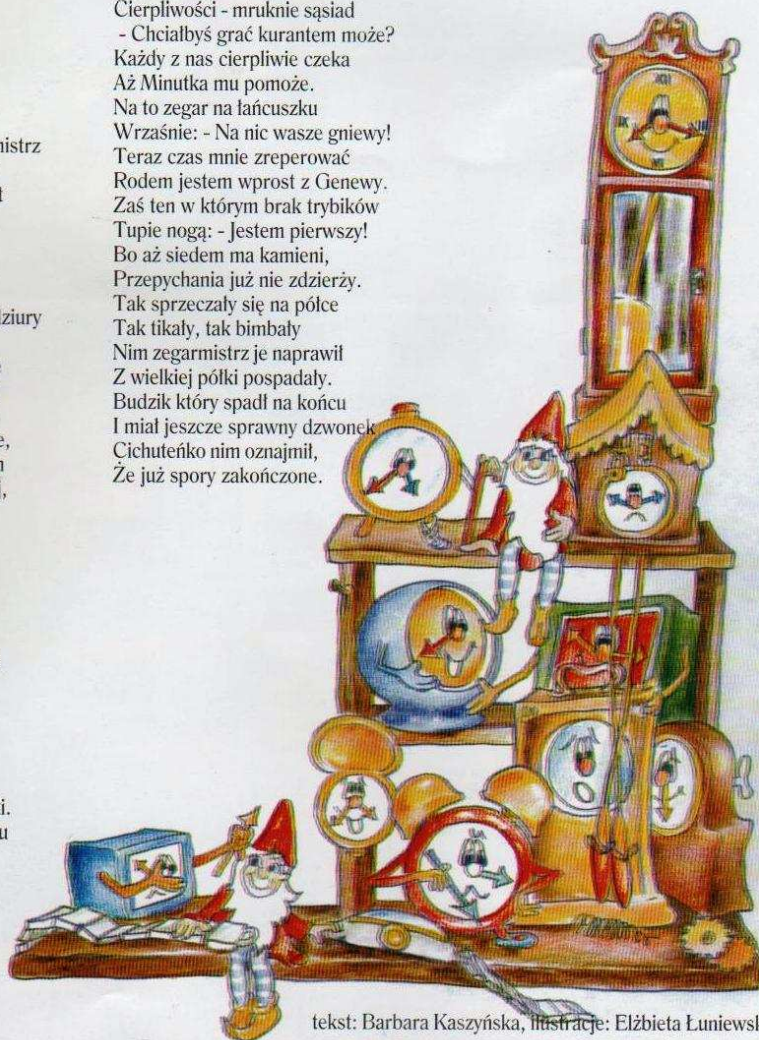 Cierpliwości - mruknie sąsiad
- Chciałbyś grać kurantem może?
Każdy z nas cierpliwie czeka
Aż Minutka mu pomoże.
Na to zegar na łańcuszku
Wrzaśnie: - Na nic wasze gniewy!
Teraz czas mnie zreperować
Rodem jestem wprost z Genewy.
Zaś ten w którym brak trybików
Tupie nogą: - Jestem pierwszy!
Bo aż siedem ma kamieni,
Przepychania już nie zdzierży.
Tak sprzeczały się na półce
Tak tikały, tak bimbały
Nim zegarmistrz je naprawił
Z wielkiej półki pospadały.
Budzik który spadł na końcu
I miał jeszcze sprawny dzwonek
Cichuteńko nim oznajmił,
Że już spory zakończone.
tekst: Barbara Kaszyńska, ilustracje: Elżbieta